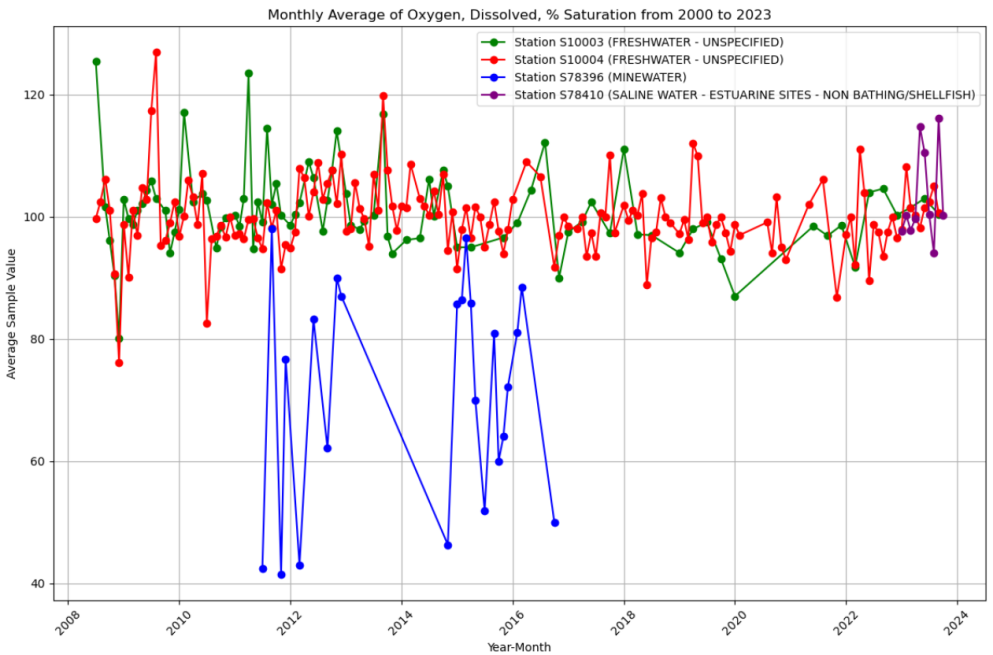 Monthly Average of Oxygen, Dissolved, % Saturation from 2000 to 2023
Station S10003 (FRESHWATER - UNSPECIFIED)
Station S10004 (FRESHWATER - UNSPECIFIED)
Station S78396 (MINEWATER)
Station S78410 (SALINE WATER - ESTUARINE SITES - NON BATHING/SHELLFISH)
Average Sample Value
120
100
80
60
40
2008
2010
2012
2014
2016
2018
2020
2022
2024
Year-Month